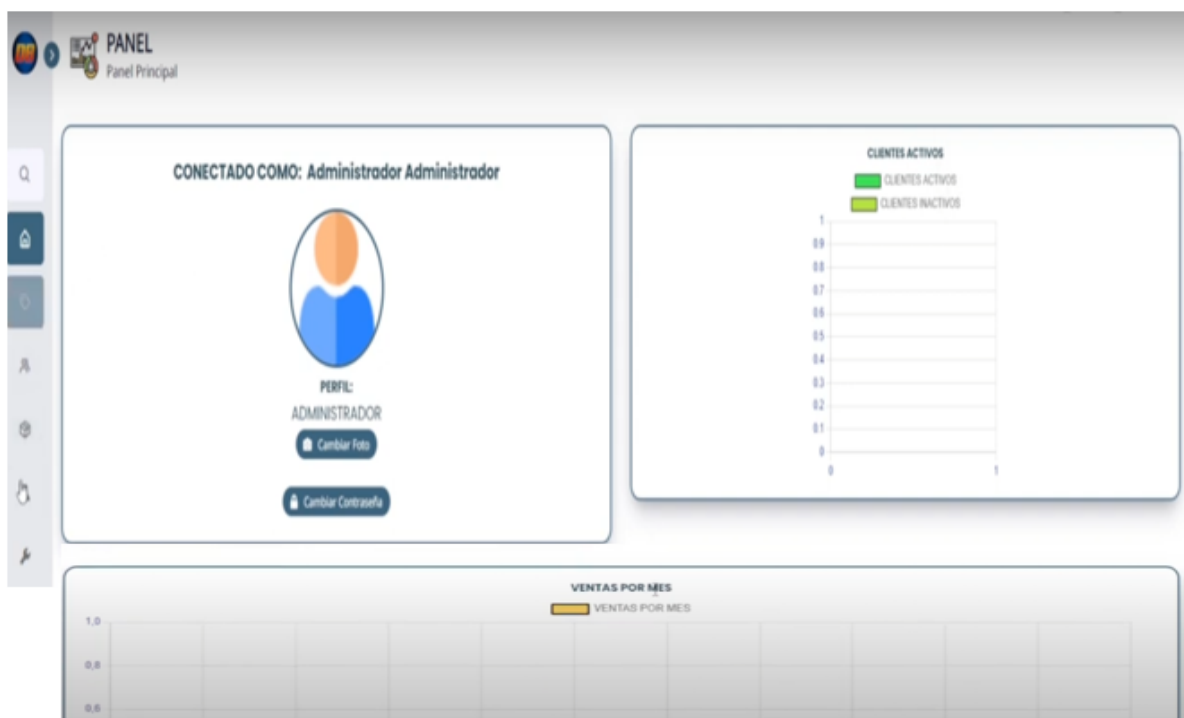 PANEL
Panel Principal
CONECTADO COMO: Administrador Administrador
PERFIL:
ADMINISTRADOR
Cambiar Foto
Cambiar Contraseña
CLIENTES ACTIVOS
CLIENTES ACTIVOS
CLIENTES INACTIVOS
1
0.9
0.8
0.7
0.6
0.5
0.4
0.3
0.2
0.1
0
0 1
VENTAS POR MES
VENTAS POR MES
1,0
0,8
0,6